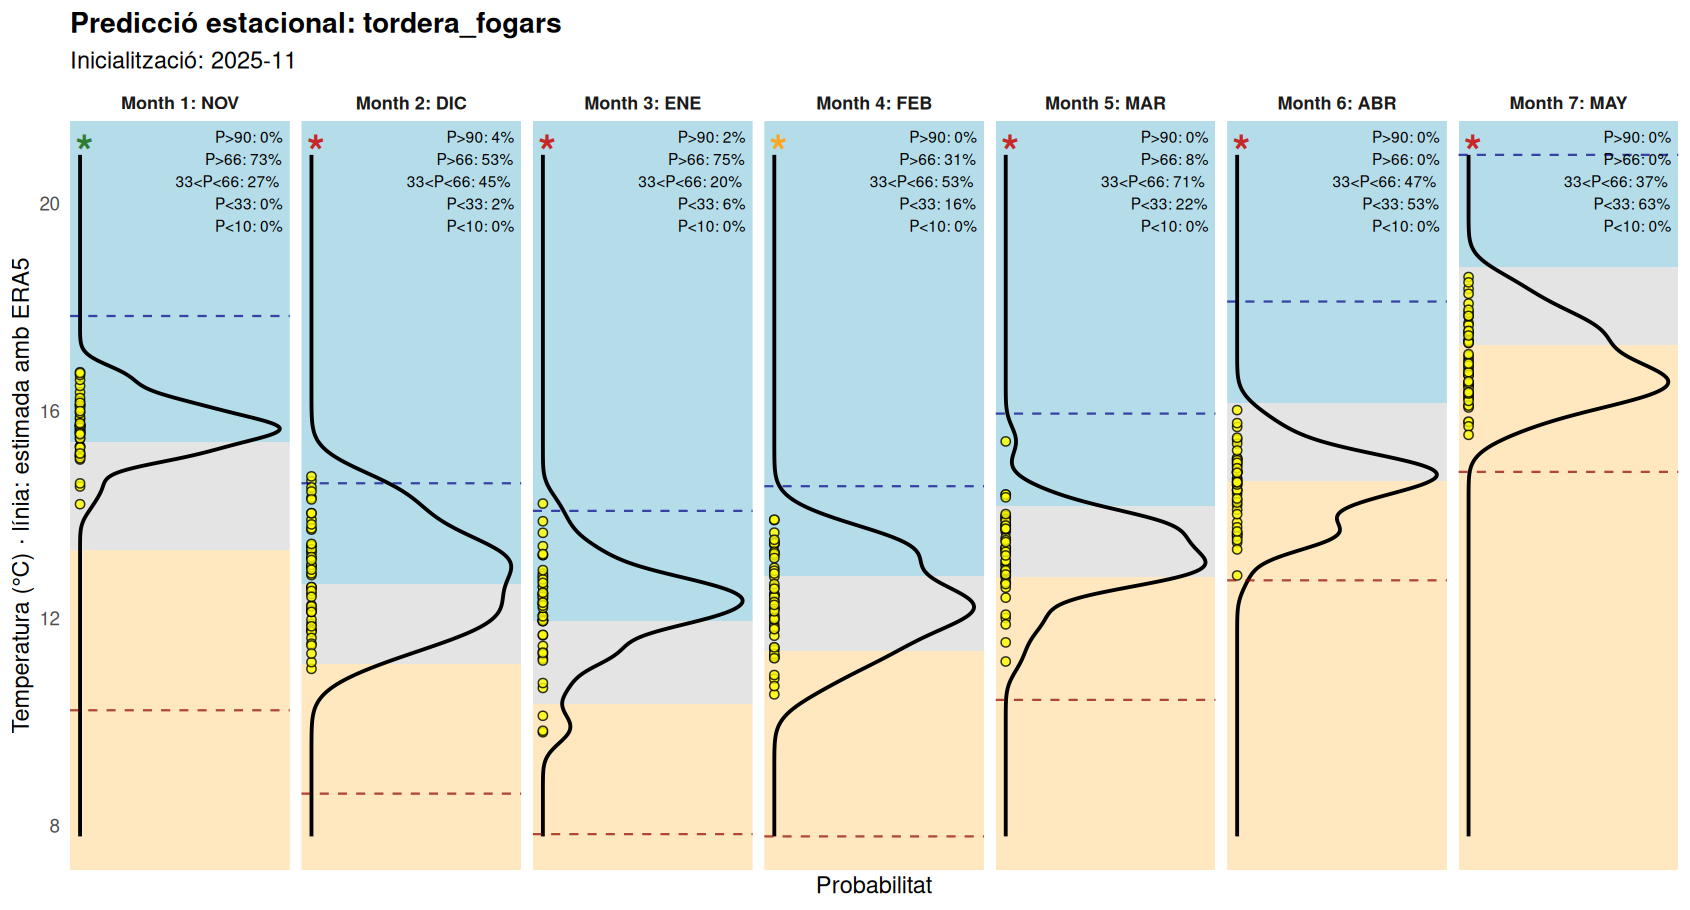 Predicció estacional: tordera_fogars
Inicialització: 2025-11
Month 1: NOV
Month 2: DIC
Month 3: ENE
Month 4: FEB
Month 5: MAR
Month 6: ABR
Month 7: MAY
*
P>90: 0%
P>66: 73%
33<P<66: 27%
P<33: 0%
P<10: 0%
*
P>90: 4%
P>66: 53%
33<P<66: 45%
P<33: 2%
P<10: 0%
*
P>90: 2%
P>66: 75%
33<P<66: 20%
P<33: 6%
P<10: 0%
*
P>90: 0%
P>66: 31%
33<P<66: 53%
P<33: 16%
P<10: 0%
*
P>90: 0%
P>66: 8%
33<P<66: 71%
P<33: 22%
P<10: 0%
*
P>90: 0%
P>66: 0%
33<P<66: 47%
P<33: 53%
P<10: 0%
*
P>90: 0%
P>66: 0%
33<P<66: 37%
P<33: 63%
P<10: 0%
20
16
12
8
Temperatura (°C) · línia: estimada amb ERA5
Probabilitat